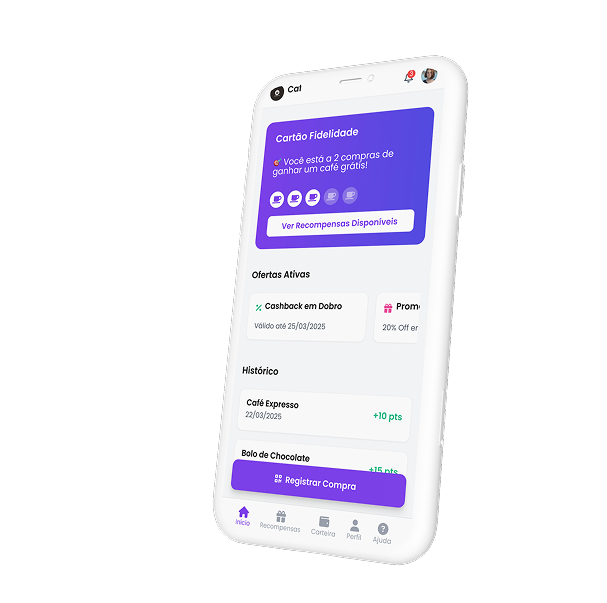 Caf
3
Cartão Fidelidade
🎯 Você está a 2 compras de
ganhar um café grátis!
Ver Recompensas Disponíveis
Ofertas Ativas
Cashback em Dobro
Válido até 25/03/2025
Promo
20% Off em
Histórico
Café Expresso
22/03/2025
+10 pts
Bolo de Chocolate
+15 pts
Registrar Compra
Início
Recompensas
Carteira
Perfil
Ajuda